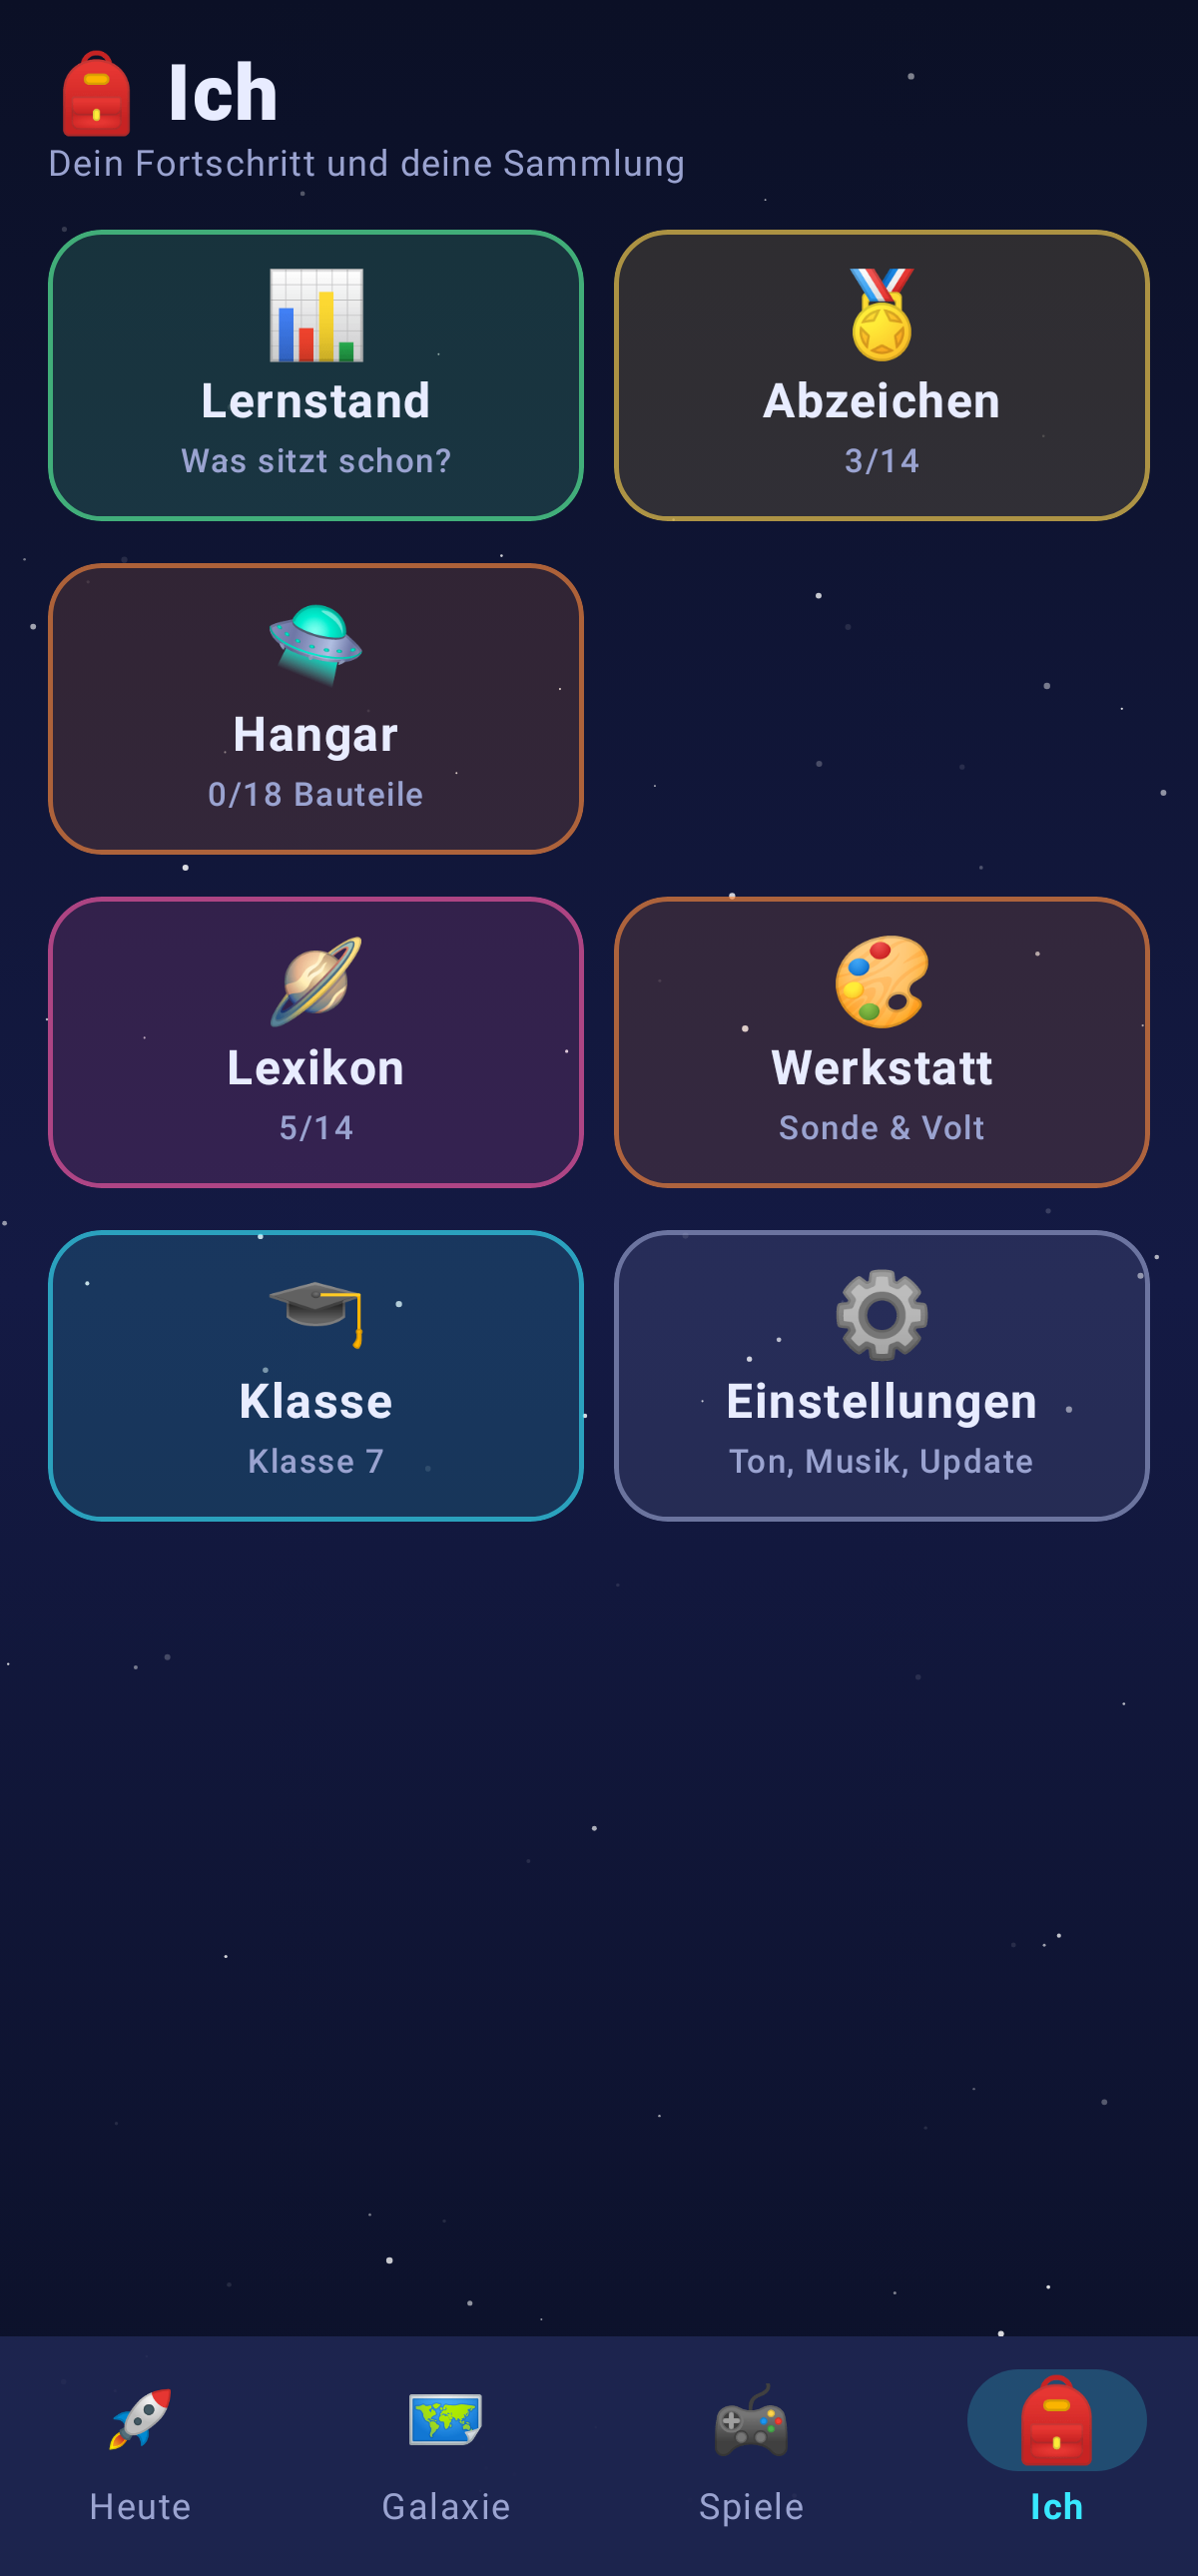 Ich
Dein Fortschritt und deine Sammlung
Lernstand
Was sitzt schon?
Abzeichen
3/14
Hangar
0/18 Bauteile
Lexikon
5/14
Werkstatt
Sonde & Volt
Klasse
Klasse 7
Einstellungen
Ton, Musik, Update
Heute
Galaxie
Spiele
Ich